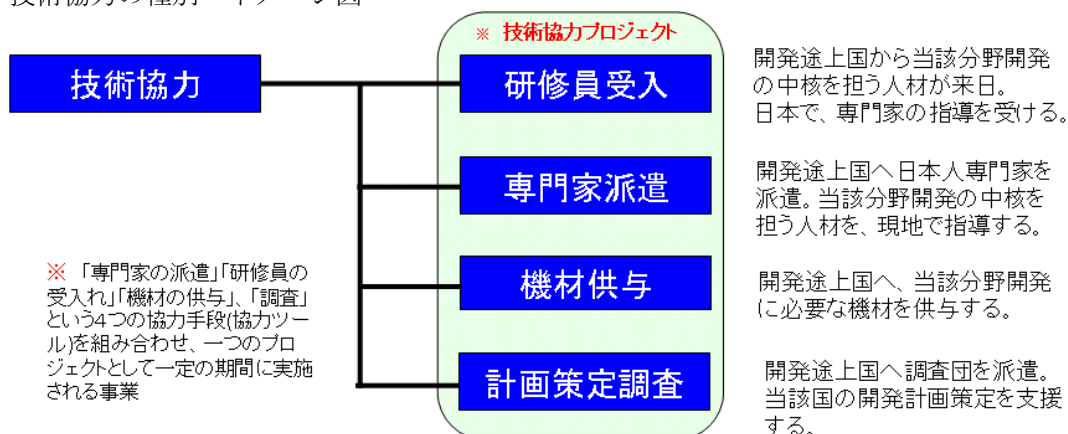 ※ 技術協力プロジェクト
技術協力
研修員受入
開発途上国から当該分野開発
の中核を担う人材が来日。
日本で、専門家の指導を受ける。
専門家派遣
開発途上国へ日本人専門家を
派遣。当該分野開発の中核を
担う人材を、現地で指導する。
機材供与
開発途上国へ、当該分野開発
に必要な機材を供与する。
※ 「専門家の派遣」「研修員の
受入れ」「機材の供与」、「調査」
という4つの協力手段(協力ツー
ル)を組み合わせ、一つのプロ
ジェクトとして一定の期間に実施
される事業
計画策定調査
開発途上国へ調査団を派遣。
当該国の開発計画策定を支援
する。